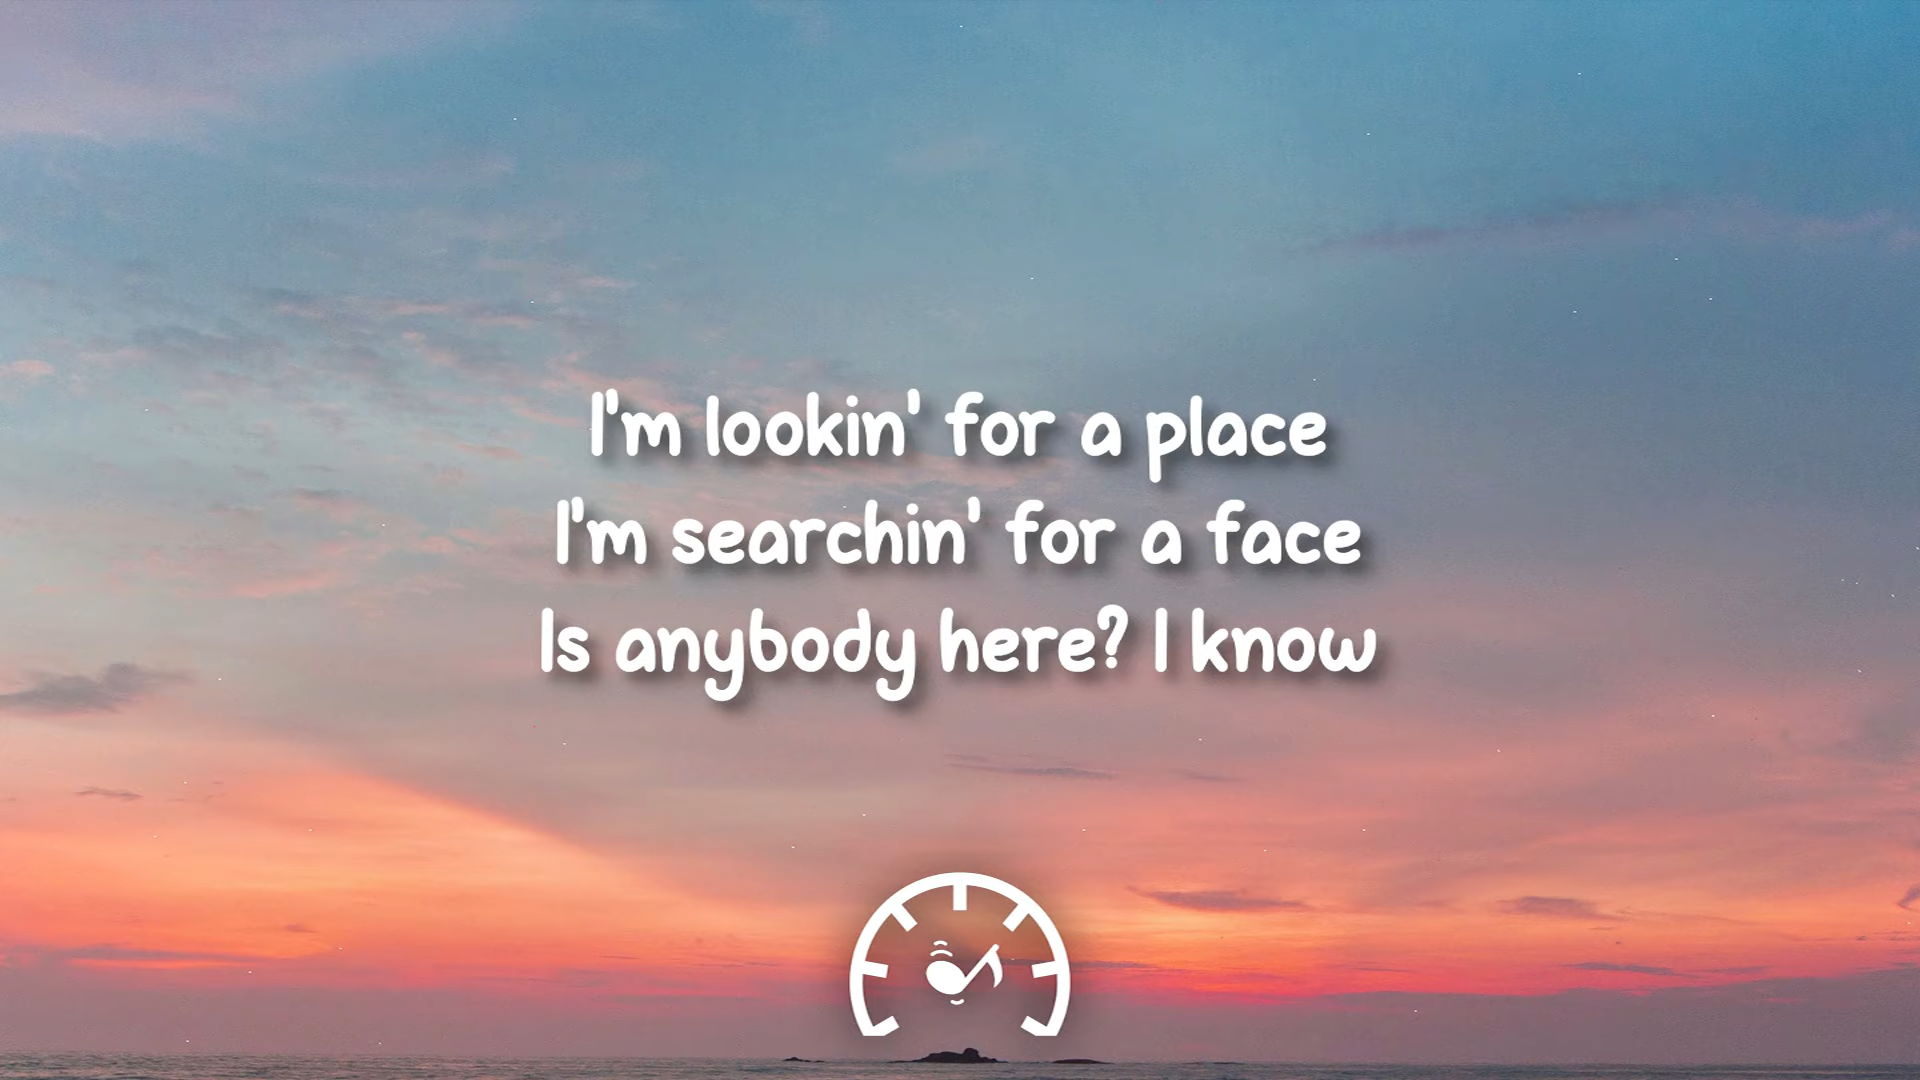 I'm lookin' for a place
I'm searchin' for a face
Is anybody here? I know